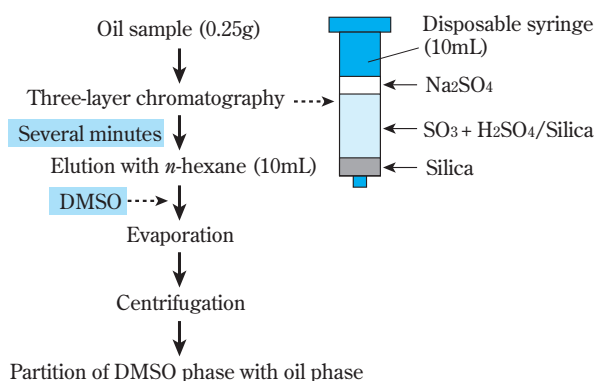 Oil sample (0.25g)
Three-layer chromatography
Several minutes
Elution with n-hexane (10mL)
DMSO
Evaporation
Centrifugation
Partition of DMSO phase with oil phase
Disposable syringe
(10mL)
Na2SO4
SO3 + H2SO4/Silica
Silica